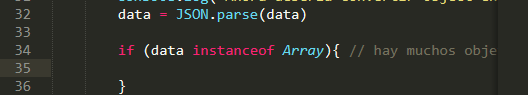 32 data = JSON.parse(data)
33
34 if (data instanceof Array){ // hay muchos obje
35
36 }